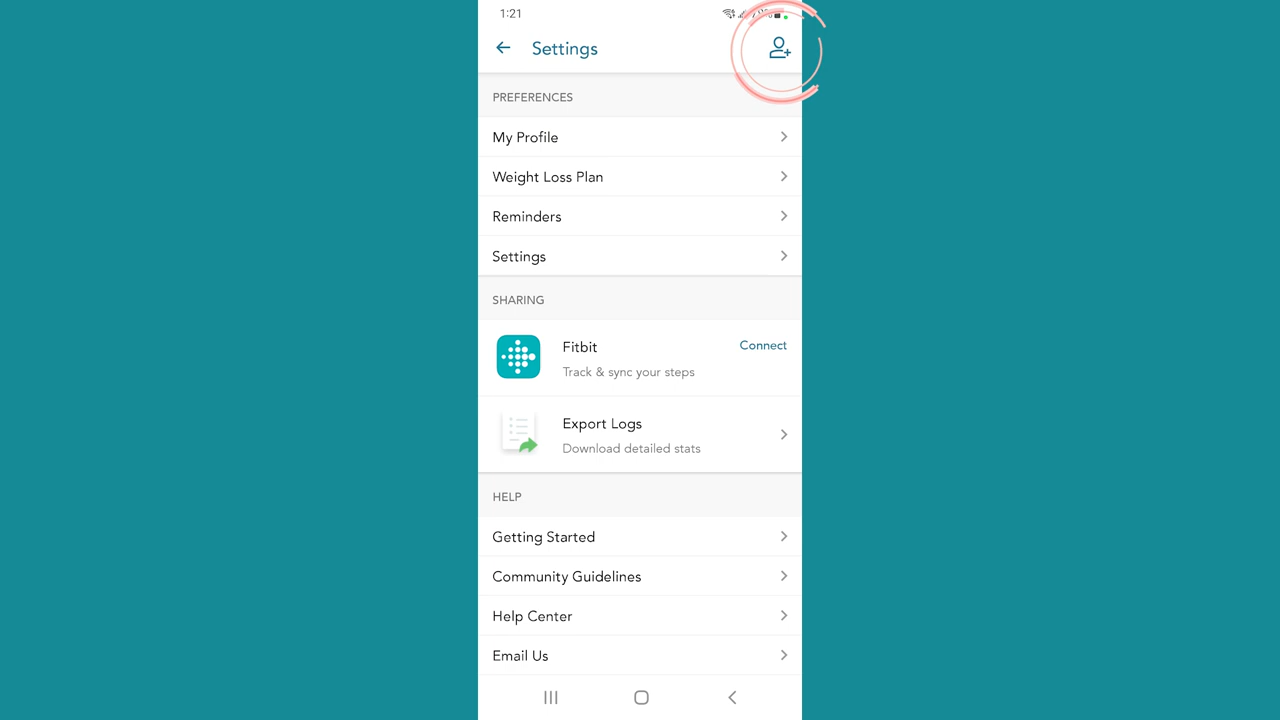 1:21
Settings
PREFERENCES
My Profile
Weight Loss Plan
Reminders
Settings
SHARING
Fitbit
Connect
Track & sync your steps
Export Logs
Download detailed stats
HELP
Getting Started
Community Guidelines
Help Center
Email Us